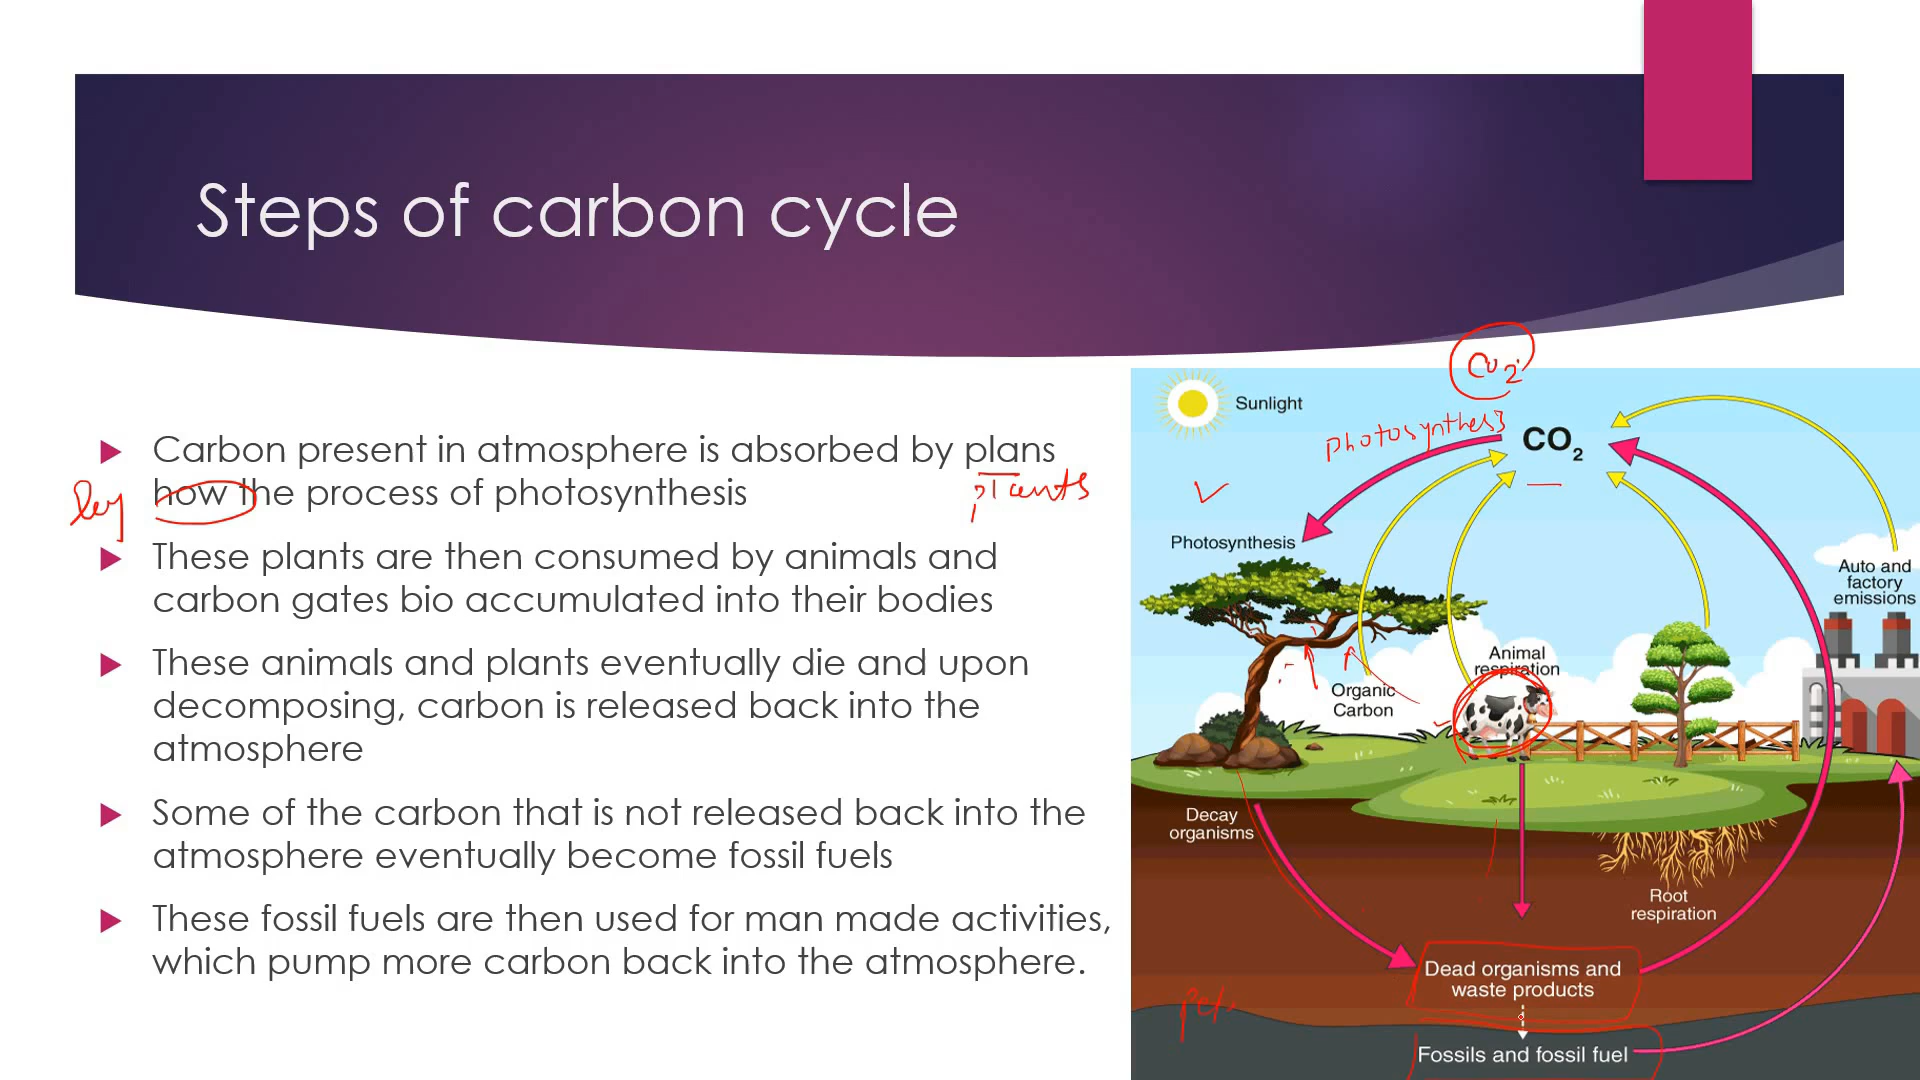 Steps of carbon cycle
Carbon present in atmosphere is absorbed by plans
how the process of photosynthesis
by
plants
These plants are then consumed by animals and
carbon gates bio accumulated into their bodies
These animals and plants eventually die and upon
decomposing, carbon is released back into the
atmosphere
Some of the carbon that is not released back into the
atmosphere eventually become fossil fuels
These fossil fuels are then used for man made activities,
which pump more carbon back into the atmosphere.
CO2
Sunlight
photosynthesis
CO₂
Photosynthesis
Auto and
factory
emissions
Animal
respiration
Organic
Carbon
Decay
organisms
Root
respiration
Dead organisms and
waste products
Fossils and fossil fuel